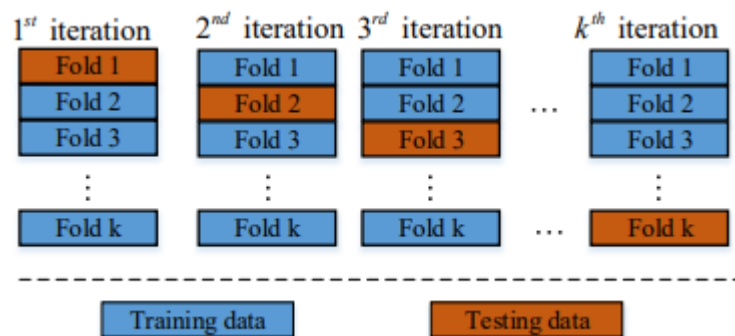 1st iteration 2nd iteration 3rd iteration kth iteration
Fold 1 Fold 1 Fold 1 Fold 1
Fold 2 Fold 2 Fold 2 ... Fold 2
Fold 3 Fold 3 Fold 3 Fold 3
⋮ ⋮ ⋮ ⋮
Fold k Fold k Fold k ... Fold k
Training data Testing data